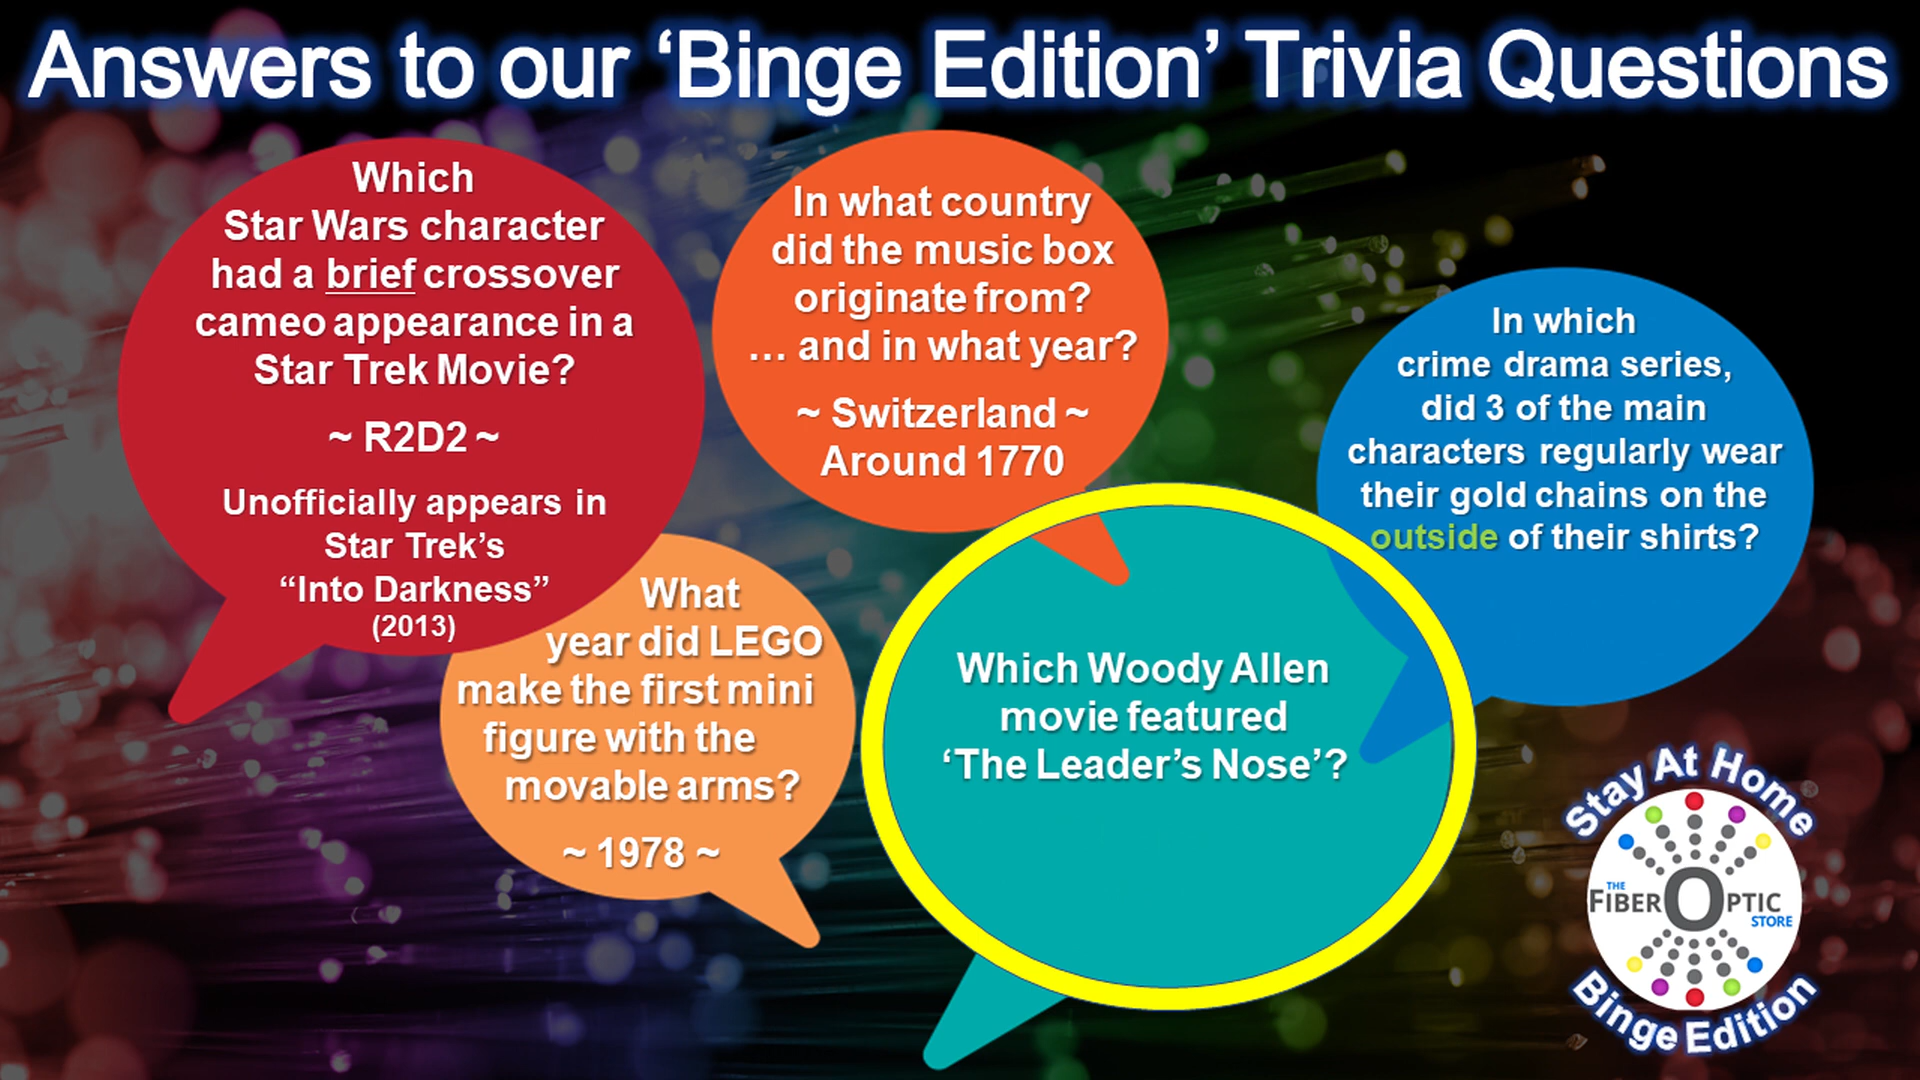 Answers to our ‘Binge Edition’ Trivia Questions
Which
Star Wars character
had a brief crossover
cameo appearance in a
Star Trek Movie?
~ R2D2 ~
Unofficially appears in
Star Trek’s
“Into Darkness”
(2013)
In what country
did the music box
originate from?
... and in what year?
~ Switzerland ~
Around 1770
In which
crime drama series,
did 3 of the main
characters regularly wear
their gold chains on the
outside of their shirts?
What
year did LEGO
make the first mini
figure with the
movable arms?
~ 1978 ~
Which Woody Allen
movie featured
‘The Leader’s Nose’?
Stay At Home
THE
FIBER OPTIC
STORE
Binge Edition